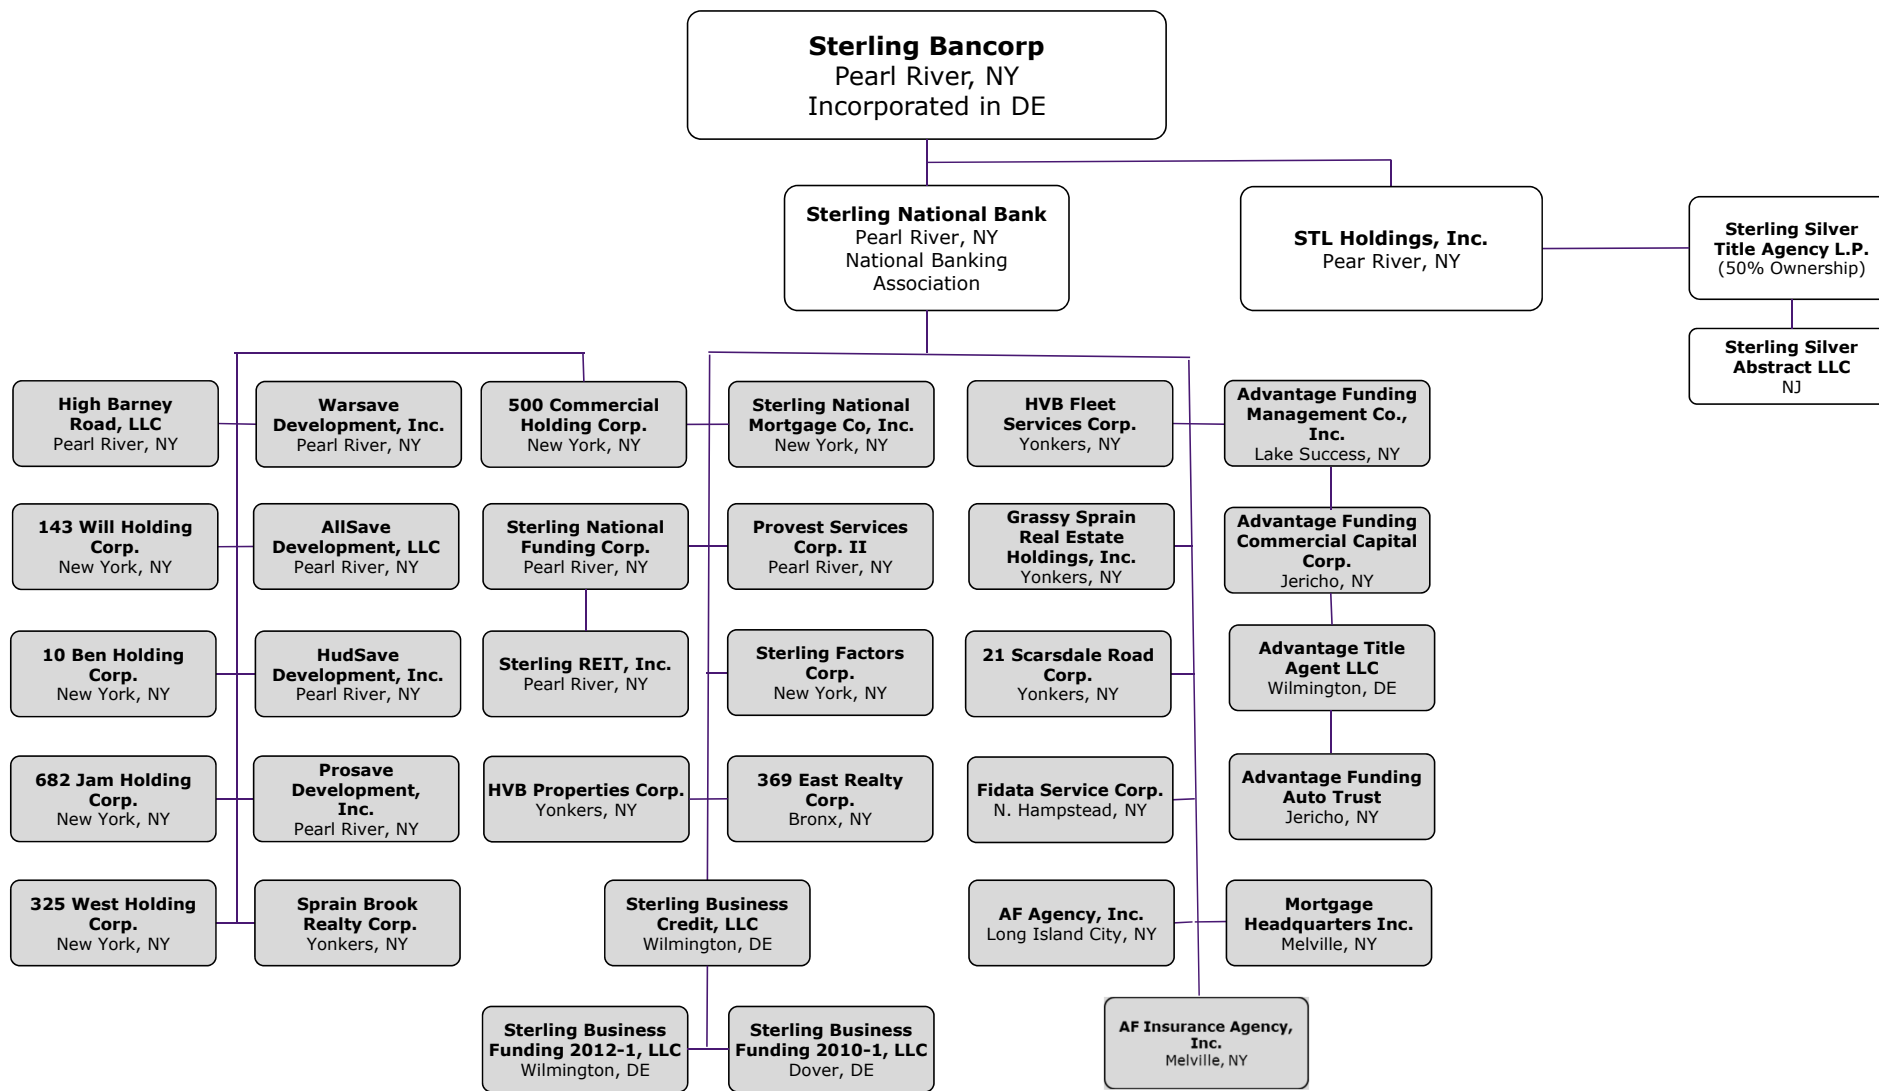 Sterling Bancorp
Pearl River, NY
Incorporated in DE
Sterling National Bank
Pearl River, NY
National Banking
Association
STL Holdings, Inc.
Pear River, NY
Sterling Silver
Title Agency L.P.
(50% Ownership)
Sterling Silver
Abstract LLC
NJ
High Barney
Road, LLC
Pearl River, NY
Warsave
Development, Inc.
Pearl River, NY
500 Commercial
Holding Corp.
New York, NY
Sterling National
Mortgage Co, Inc.
New York, NY
HVB Fleet
Services Corp.
Yonkers, NY
Advantage Funding
Management Co.,
Inc.
Lake Success, NY
143 Will Holding
Corp.
New York, NY
AllSave
Development, LLC
Pearl River, NY
Sterling National
Funding Corp.
Pearl River, NY
Provest Services
Corp. II
Pearl River, NY
Grassy Sprain
Real Estate
Holdings, Inc.
Yonkers, NY
Advantage Funding
Commercial Capital
Corp.
Jericho, NY
10 Ben Holding
Corp.
New York, NY
HudSave
Development, Inc.
Pearl River, NY
Sterling REIT, Inc.
Pearl River, NY
Sterling Factors
Corp.
New York, NY
21 Scarsdale Road
Corp.
Yonkers, NY
Advantage Title
Agent LLC
Wilmington, DE
682 Jam Holding
Corp.
New York, NY
Prosave
Development,
Inc.
Pearl River, NY
HVB Properties Corp.
Yonkers, NY
369 East Realty
Corp.
Bronx, NY
Fidata Service Corp.
N. Hampstead, NY
Advantage Funding
Auto Trust
Jericho, NY
325 West Holding
Corp.
New York, NY
Sprain Brook
Realty Corp.
Yonkers, NY
Sterling Business
Credit, LLC
Wilmington, DE
AF Agency, Inc.
Long Island City, NY
Mortgage
Headquarters Inc.
Melville, NY
Sterling Business
Funding 2012-1, LLC
Wilmington, DE
Sterling Business
Funding 2010-1, LLC
Dover, DE
AF Insurance Agency,
Inc.
Melville, NY